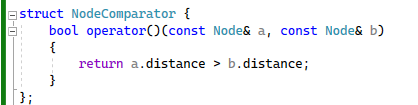 struct NodeComparator {
    bool operator()(const Node& a, const Node& b)
    {
        return a.distance > b.distance;
    }
};